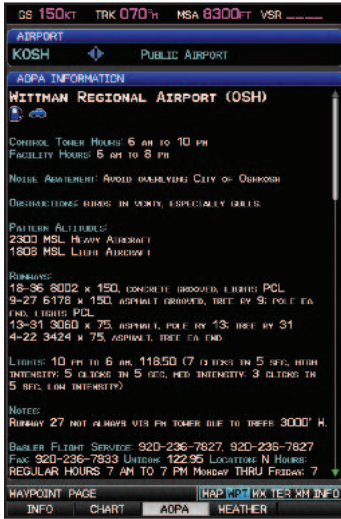 GS 150KT TRK 070°M MSA 8300FT VSR ____
AIRPORT
KOSH PUBLIC AIRPORT
AOPA INFORMATION
WITTMAN REGIONAL AIRPORT (OSH)
CONTROL TOWER HOURS: 6 AM TO 10 PM
FACILITY HOURS: 6 AM TO 8 PM
NOISE ABATEMENT: AVOID OVERLYING CITY OF OSHKOSH
OBSTRUCTIONS: BIRDS IN VCNTY, ESPECIALLY GULLS.
PATTERN ALTITUDES:
2300 MSL HEAVY AIRCRAFT
1808 MSL LIGHT AIRCRAFT
RUNWAYS:
18-36 8002 X 150, CONCRETE GROOVED, LIGHTS PCL
9-27 6178 X 150, ASPHALT GROOVED, TREE RY 9; POLE EA
END, LIGHTS PCL
13-31 3060 X 75, ASPHALT, POLE RY 13; TREE RY 31
4-22 3424 X 75, ASPHALT, TREE EA END
LIGHTS: 10 PM TO 6 AM, 118.50 (7 CLICKS IN 5 SEC, HIGH
INTENSITY; 5 CLICKS IN 5 SEC, MED INTENSITY; 3 CLICKS IN
5 SEC, LOW INTENSITY)
NOTES:
RUNWAY 27 NOT ALWAYS VIS FM TOWER DUE TO TREES 3000' N.
BASLER FLIGHT SERVICE: 920-236-7827, 920-236-7827
FAX: 920-236-7833 UNICOM: 122.95 LOCATION: N HOURS:
REGULAR HOURS 7 AM TO 7 PM MONDAY THRU FRIDAY; 7
WAYPOINT PAGE MAP WPT WX TER XM INFO
INFO CHART AOPA WEATHER